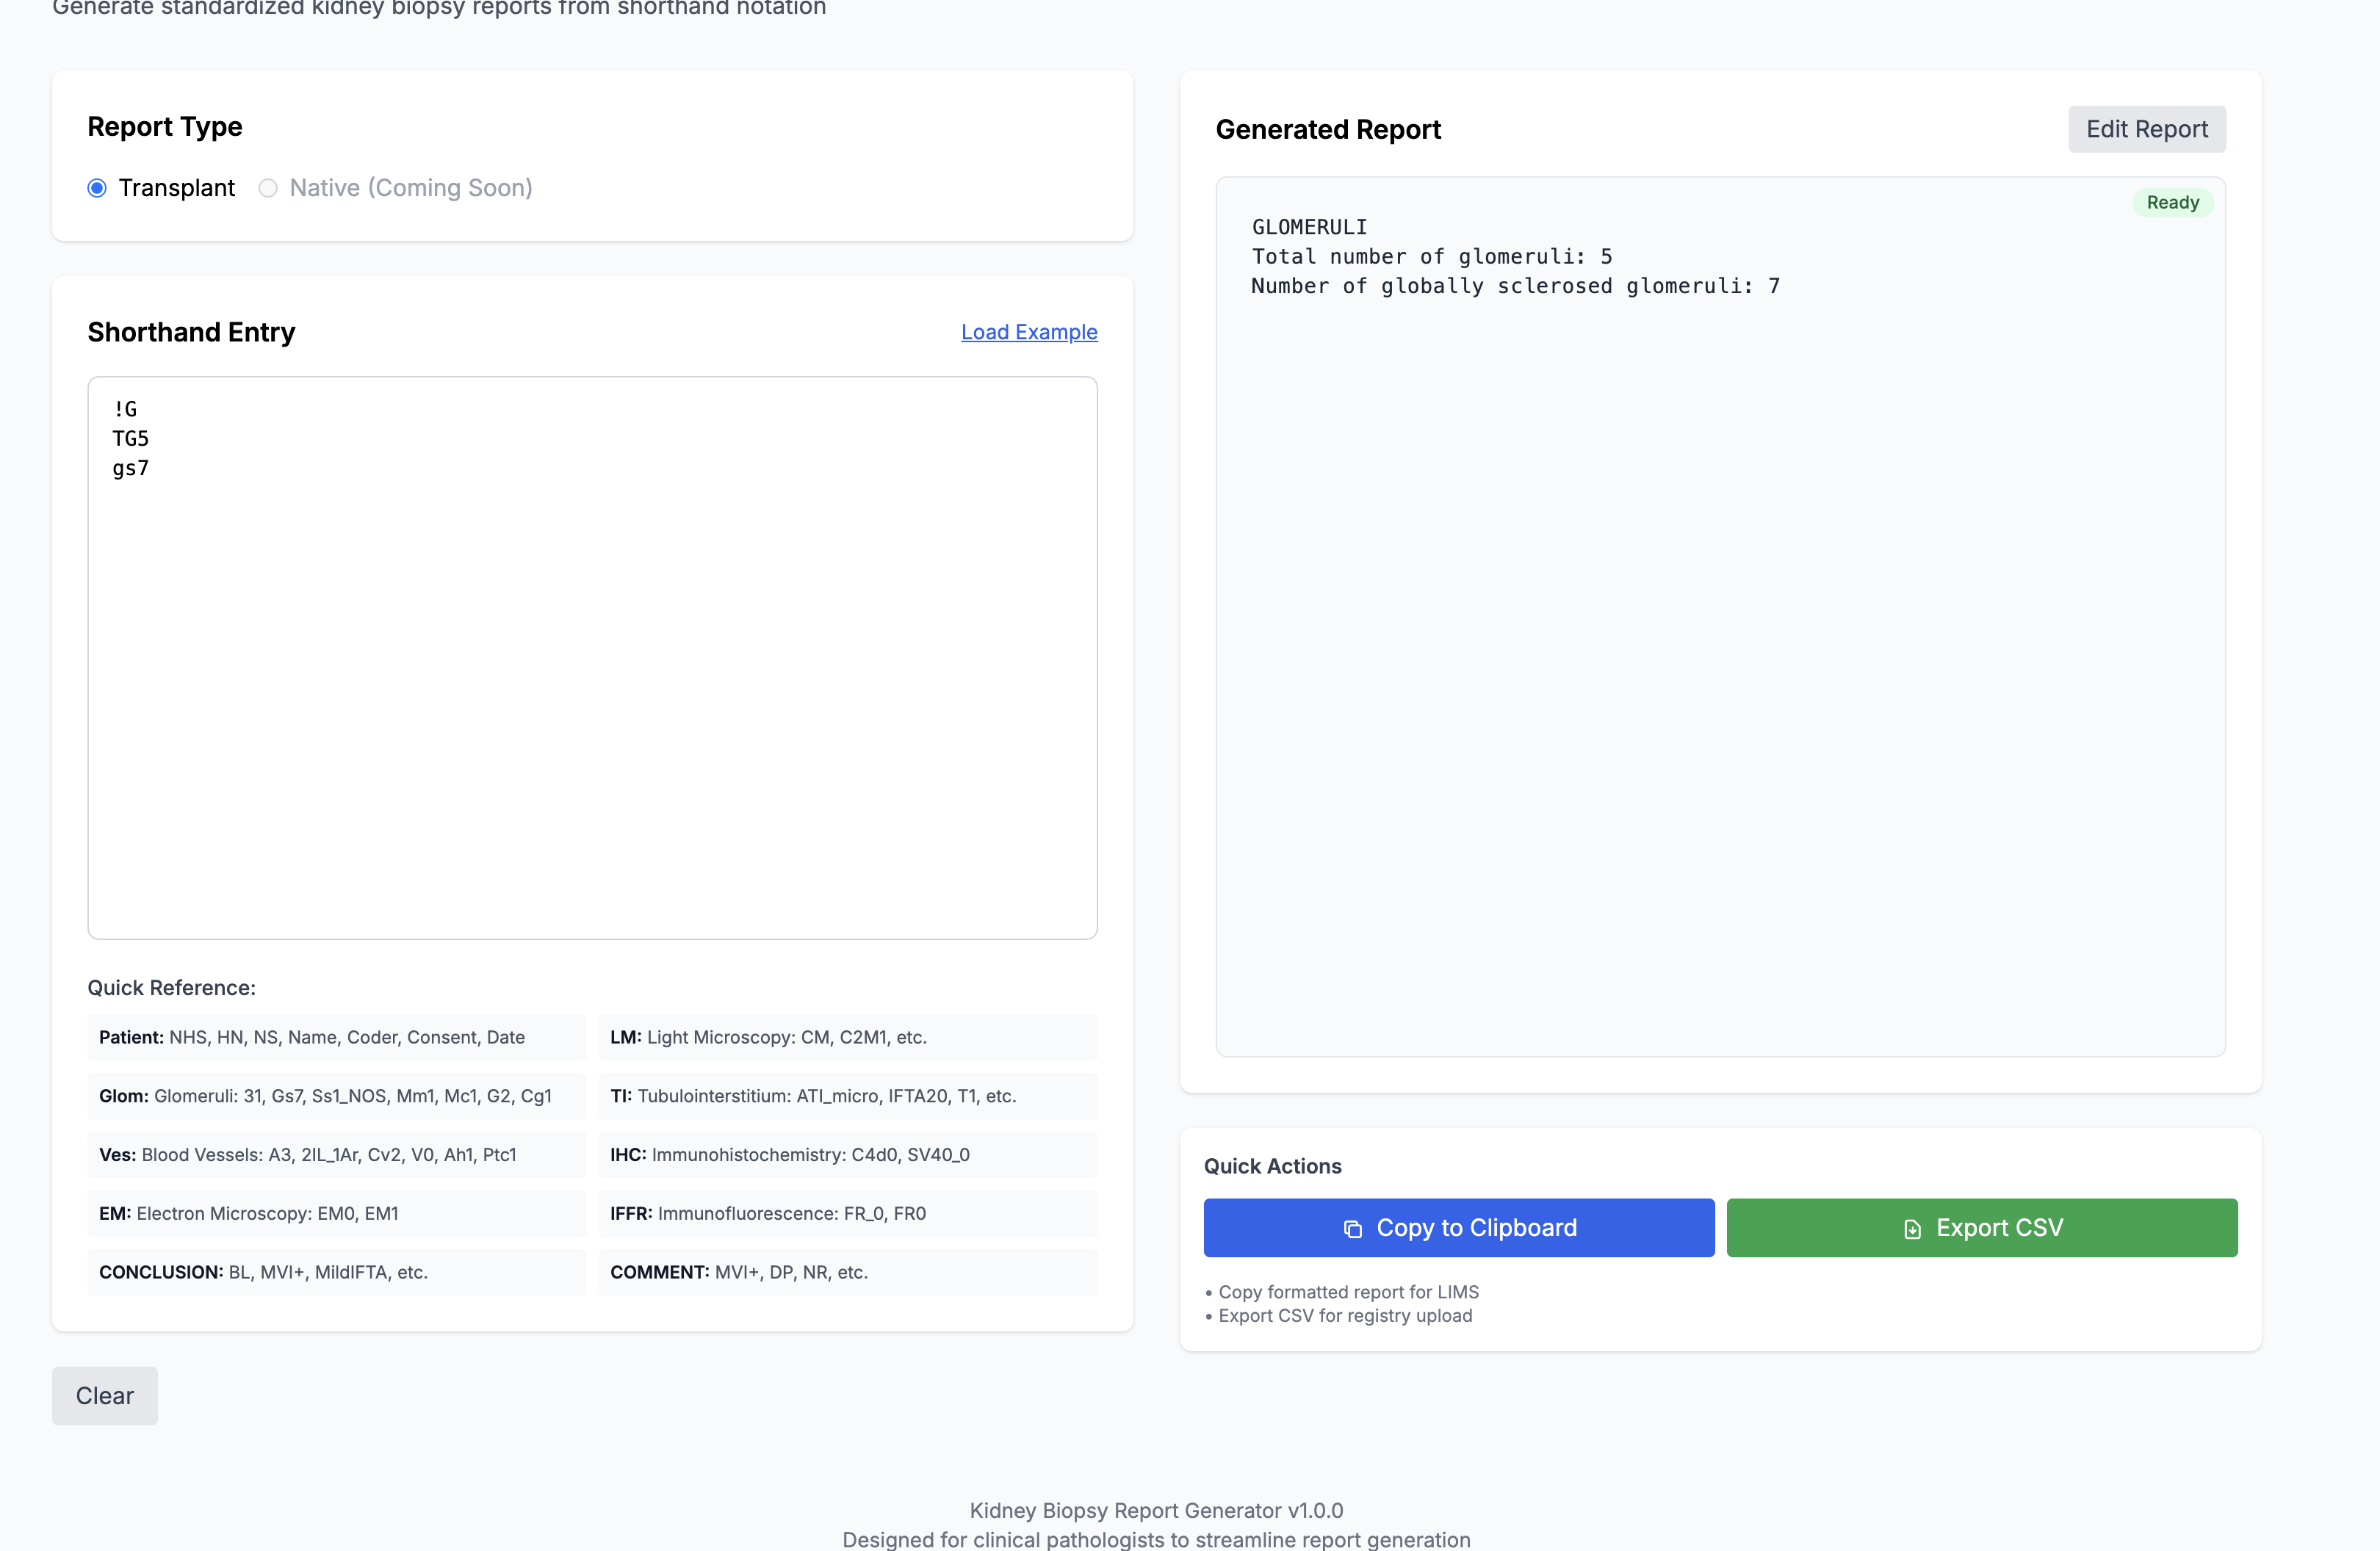 Generate standardized kidney biopsy reports from shorthand notation
Report Type
Transplant
Native (Coming Soon)
Shorthand Entry
Load Example
!G
TG5
gs7
Quick Reference:
Patient: NHS, HN, NS, Name, Coder, Consent, Date
LM: Light Microscopy: CM, C2M1, etc.
Glom: Glomeruli: 31, Gs7, Ss1_NOS, Mm1, Mc1, G2, Cg1
TI: Tubulointerstitium: ATI_micro, IFTA20, T1, etc.
Ves: Blood Vessels: A3, 2IL_1Ar, Cv2, V0, Ah1, Ptc1
IHC: Immunohistochemistry: C4d0, SV40_0
EM: Electron Microscopy: EM0, EM1
IFFR: Immunofluorescence: FR_0, FR0
CONCLUSION: BL, MVI+, MildIFTA, etc.
COMMENT: MVI+, DP, NR, etc.
Clear
Generated Report
Edit Report
Ready
GLOMERULI
Total number of glomeruli: 5
Number of globally sclerosed glomeruli: 7
Quick Actions
Copy to Clipboard
Export CSV
• Copy formatted report for LIMS
• Export CSV for registry upload
Kidney Biopsy Report Generator v1.0.0
Designed for clinical pathologists to streamline report generation